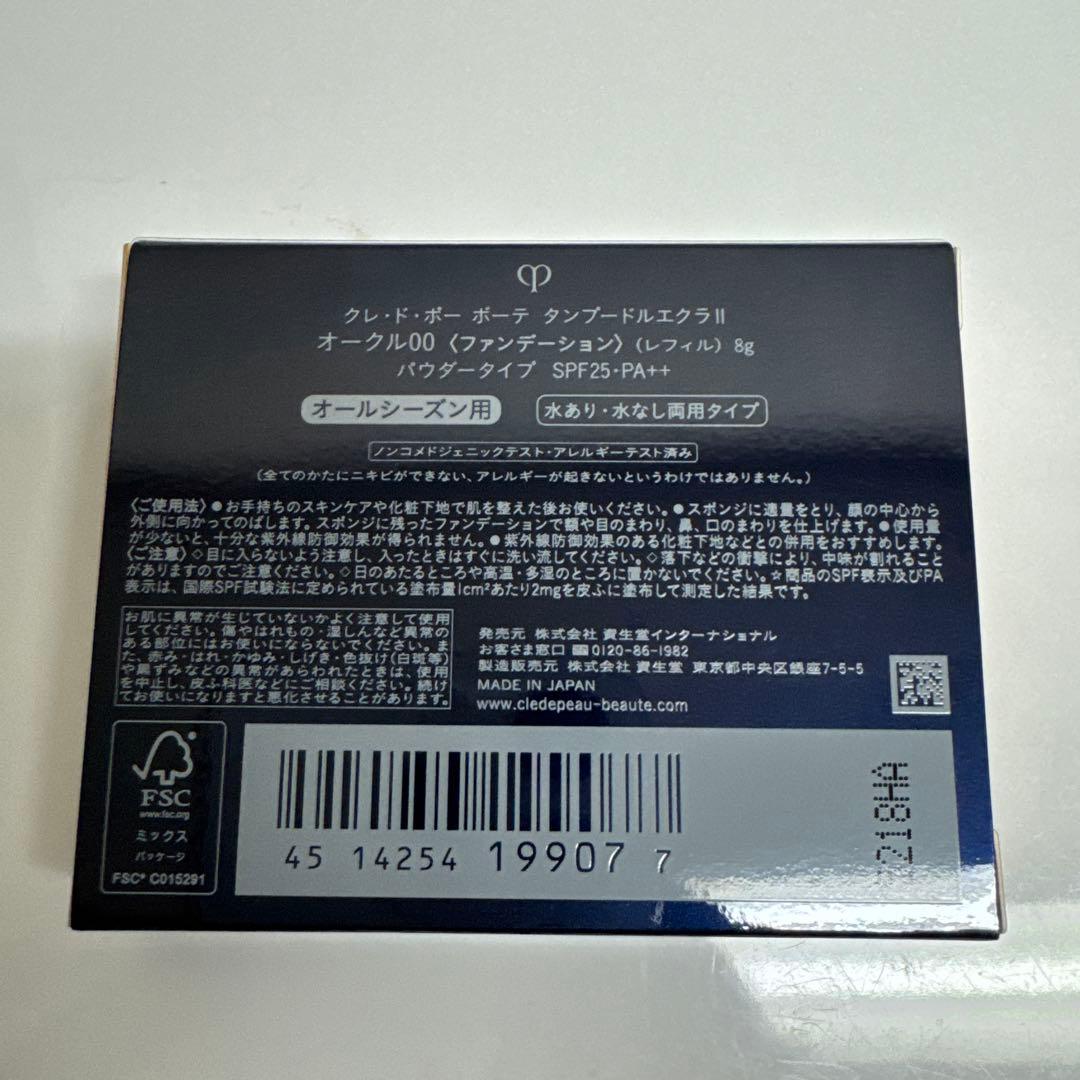 クレ・ド・ポー ボーテ タンプードルエクラⅡ
オークル00〈ファンデーション〉(レフィル) 8g
パウダータイプ SPF25・PA++
オールシーズン用
水あり・水なし両用タイプ
ノンコメドジェニックテスト・アレルギーテスト済み
(全てのかたにニキビができない、アレルギーが起きないというわけではありません。)
〈ご使用法〉●お手持ちのスキンケアや化粧下地で肌を整えた後お使いください。●スポンジに適量をとり、顔の中心から
外側に向かってのばします。スポンジに残ったファンデーションで額や目のまわり、鼻、口のまわりを仕上げます。●使用量
が少ないと、十分な紫外線防御効果が得られません。●紫外線防御効果のある化粧下地などとの併用をおすすめします。
〈ご注意〉◇目に入らないよう注意し、入ったときはすぐに洗い流してください。◇落下などの衝撃により、中味が割れること
がありますのでご注意ください。◇日のあたるところや高温・多湿のところに置かないでください。☆商品のSPF表示及びPA
表示は、国際SPF試験法に定められている塗布量1cm²あたり2mgを皮ふに塗布して測定した結果です。
お肌に異常が生じていないかよく注意して使用
してください。傷やはれもの・湿しんなど異常の
ある部位にはお使いにならないでください。ま
た、赤み・はれ・かゆみ・しげき・色抜け(白斑等)
や黒ずみなどの異常があらわれたときは、使用
を中止し、皮ふ科医などにご相談ください。続け
てお使いになりますと悪化することがあります。
発売元 株式会社 資生堂インターナショナル
お客さま窓口 0120-86-1982
製造販売元 株式会社 資生堂 東京都中央区銀座7-5-5
MADE IN JAPAN
www.cledepeau-beaute.com
FSC
www.fsc.org
ミックス
パッケージ
FSC® C015291
45 14254 19907 7
2218HA